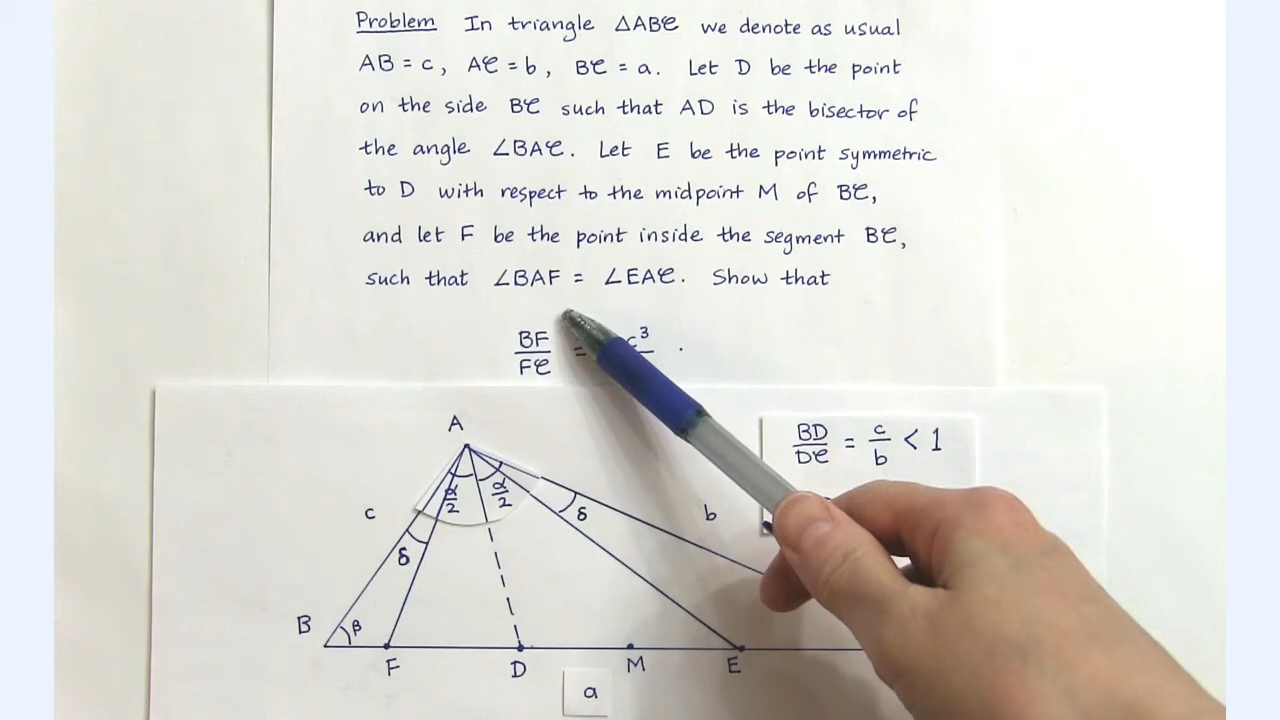 Problem In triangle △ABC we denote as usual
AB = c, AC = b, BC = a. Let D be the point
on the side BC such that AD is the bisector of
the angle ∠BAC. Let E be the point symmetric
to D with respect to the midpoint M of BC,
and let F be the point inside the segment BC,
such that ∠BAF = ∠EAC. Show that
BF
FC
=
c³
.
A
BD
DC
= c
b
< 1
α
2
α
2
c
δ
b
δ
B
β
F
D
M
E
a